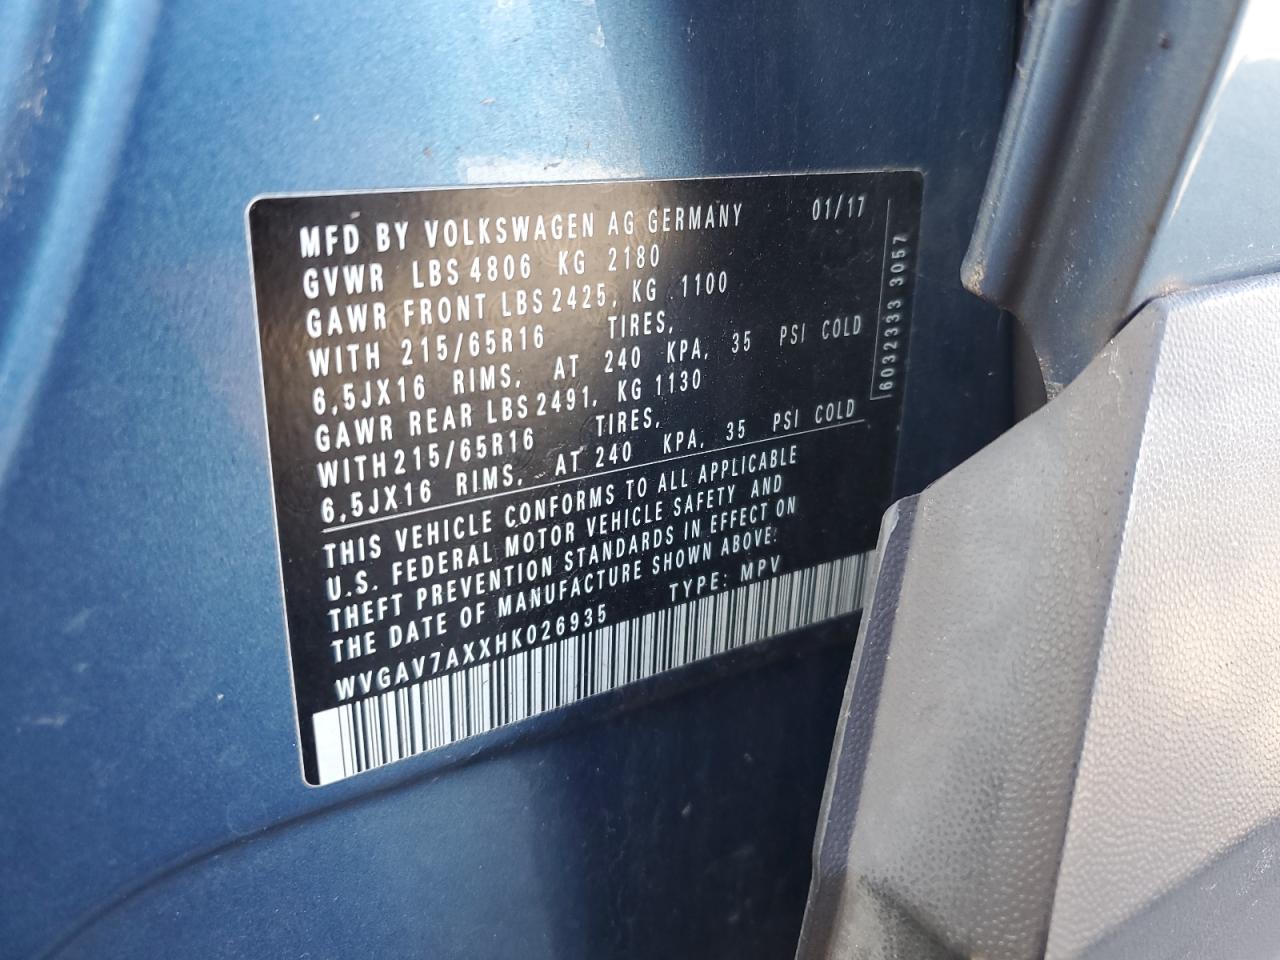 MFD BY VOLKSWAGEN AG GERMANY 01/17
GVWR LBS 4806 KG 2180
GAWR FRONT LBS 2425, KG 1100
WITH 215/65R16 TIRES,
6,5JX16 RIMS, AT 240 KPA, 35 PSI COLD
GAWR REAR LBS 2491, KG 1130
WITH 215/65R16 TIRES,
6,5JX16 RIMS, AT 240 KPA, 35 PSI COLD
THIS VEHICLE CONFORMS TO ALL APPLICABLE
U.S. FEDERAL MOTOR VEHICLE SAFETY AND
THEFT PREVENTION STANDARDS IN EFFECT ON
THE DATE OF MANUFACTURE SHOWN ABOVE:
WVGAV7AXXHK026935 TYPE: MPV
6032333 3057